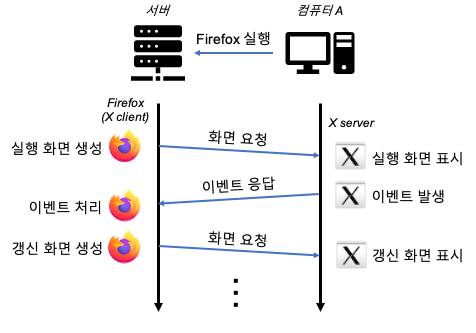 서버
컴퓨터 A
Firefox 실행
Firefox
(X client)
X server
실행 화면 생성
화면 요청
실행 화면 표시
이벤트 처리
이벤트 응답
이벤트 발생
갱신 화면 생성
화면 요청
갱신 화면 표시